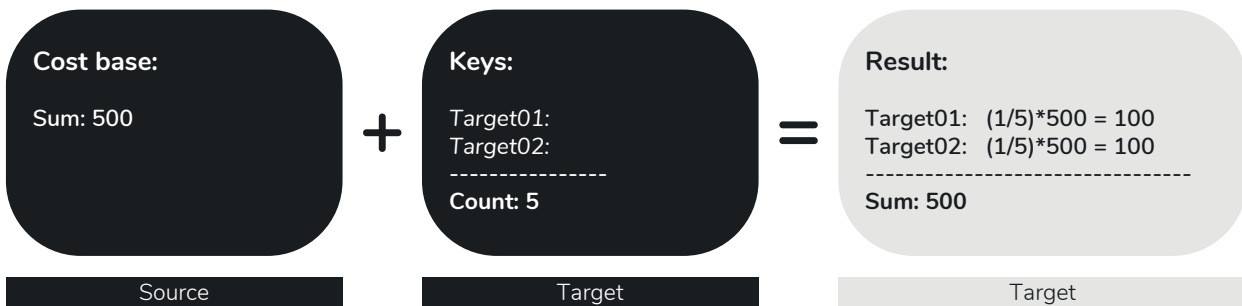 Cost base:
Sum: 500
Source
+
Keys:
Target01:
Target02:
----------------
Count: 5
Target
=
Result:
Target01: (1/5)*500 = 100
Target02: (1/5)*500 = 100
---------------------------------
Sum: 500
Target